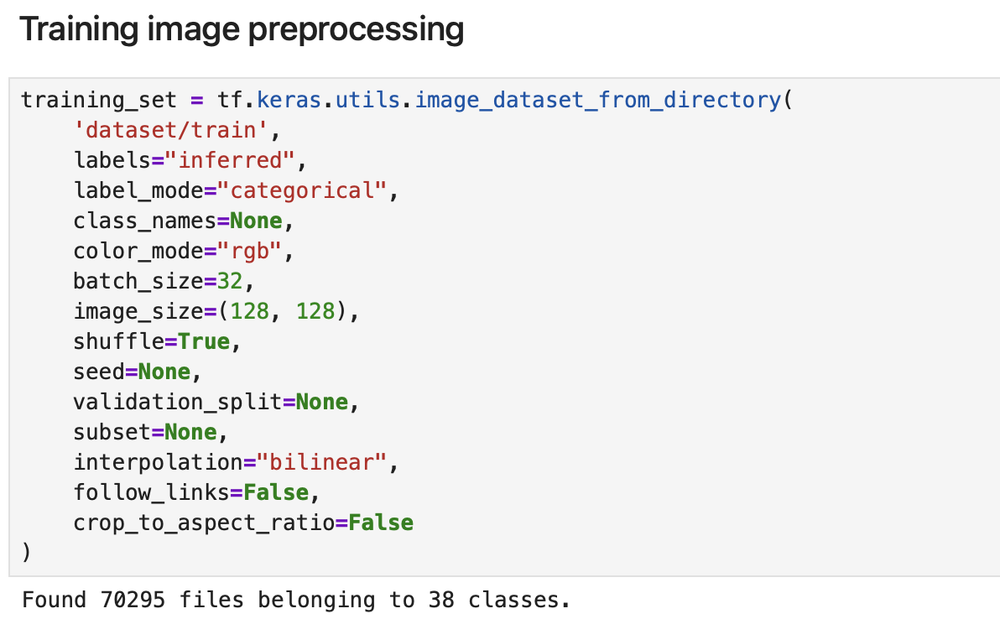 Training image preprocessing
training_set = tf.keras.utils.image_dataset_from_directory(
    'dataset/train',
    labels="inferred",
    label_mode="categorical",
    class_names=None,
    color_mode="rgb",
    batch_size=32,
    image_size=(128, 128),
    shuffle=True,
    seed=None,
    validation_split=None,
    subset=None,
    interpolation="bilinear",
    follow_links=False,
    crop_to_aspect_ratio=False
)
Found 70295 files belonging to 38 classes.